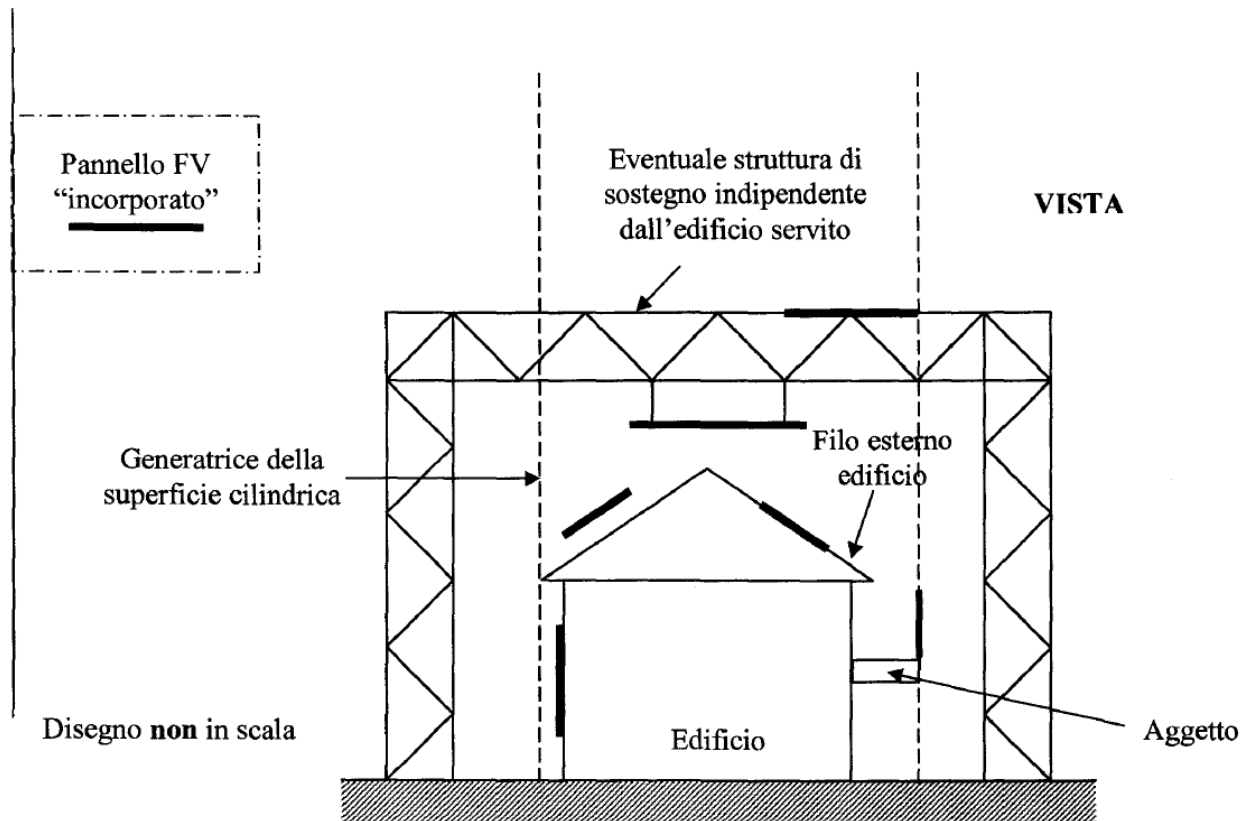 Pannello FV
“incorporato”
Eventuale struttura di
sostegno indipendente
dall’edificio servito
VISTA
Generatrice della
superficie cilindrica
Filo esterno
edificio
Disegno non in scala
Edificio
Aggetto